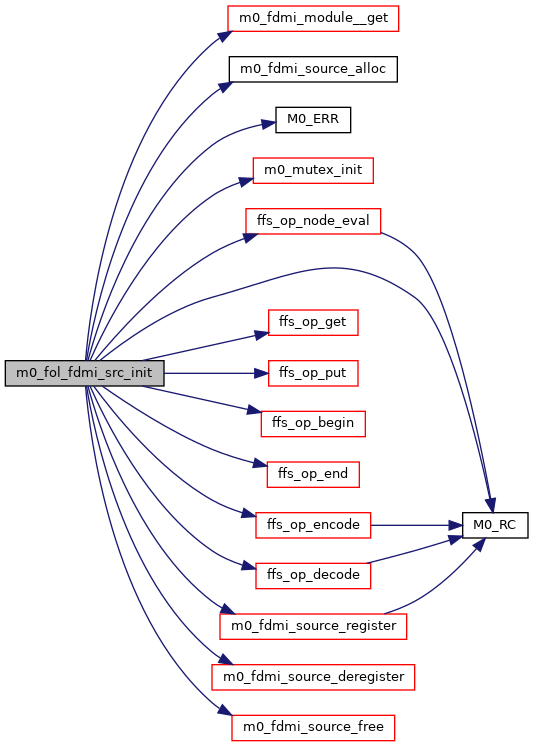 m0_fdmi_module__get
m0_fdmi_source_alloc
M0_ERR
m0_mutex_init
ffs_op_node_eval
ffs_op_get
m0_fol_fdmi_src_init
ffs_op_put
ffs_op_begin
ffs_op_end
ffs_op_encode
M0_RC
ffs_op_decode
m0_fdmi_source_register
m0_fdmi_source_deregister
m0_fdmi_source_free